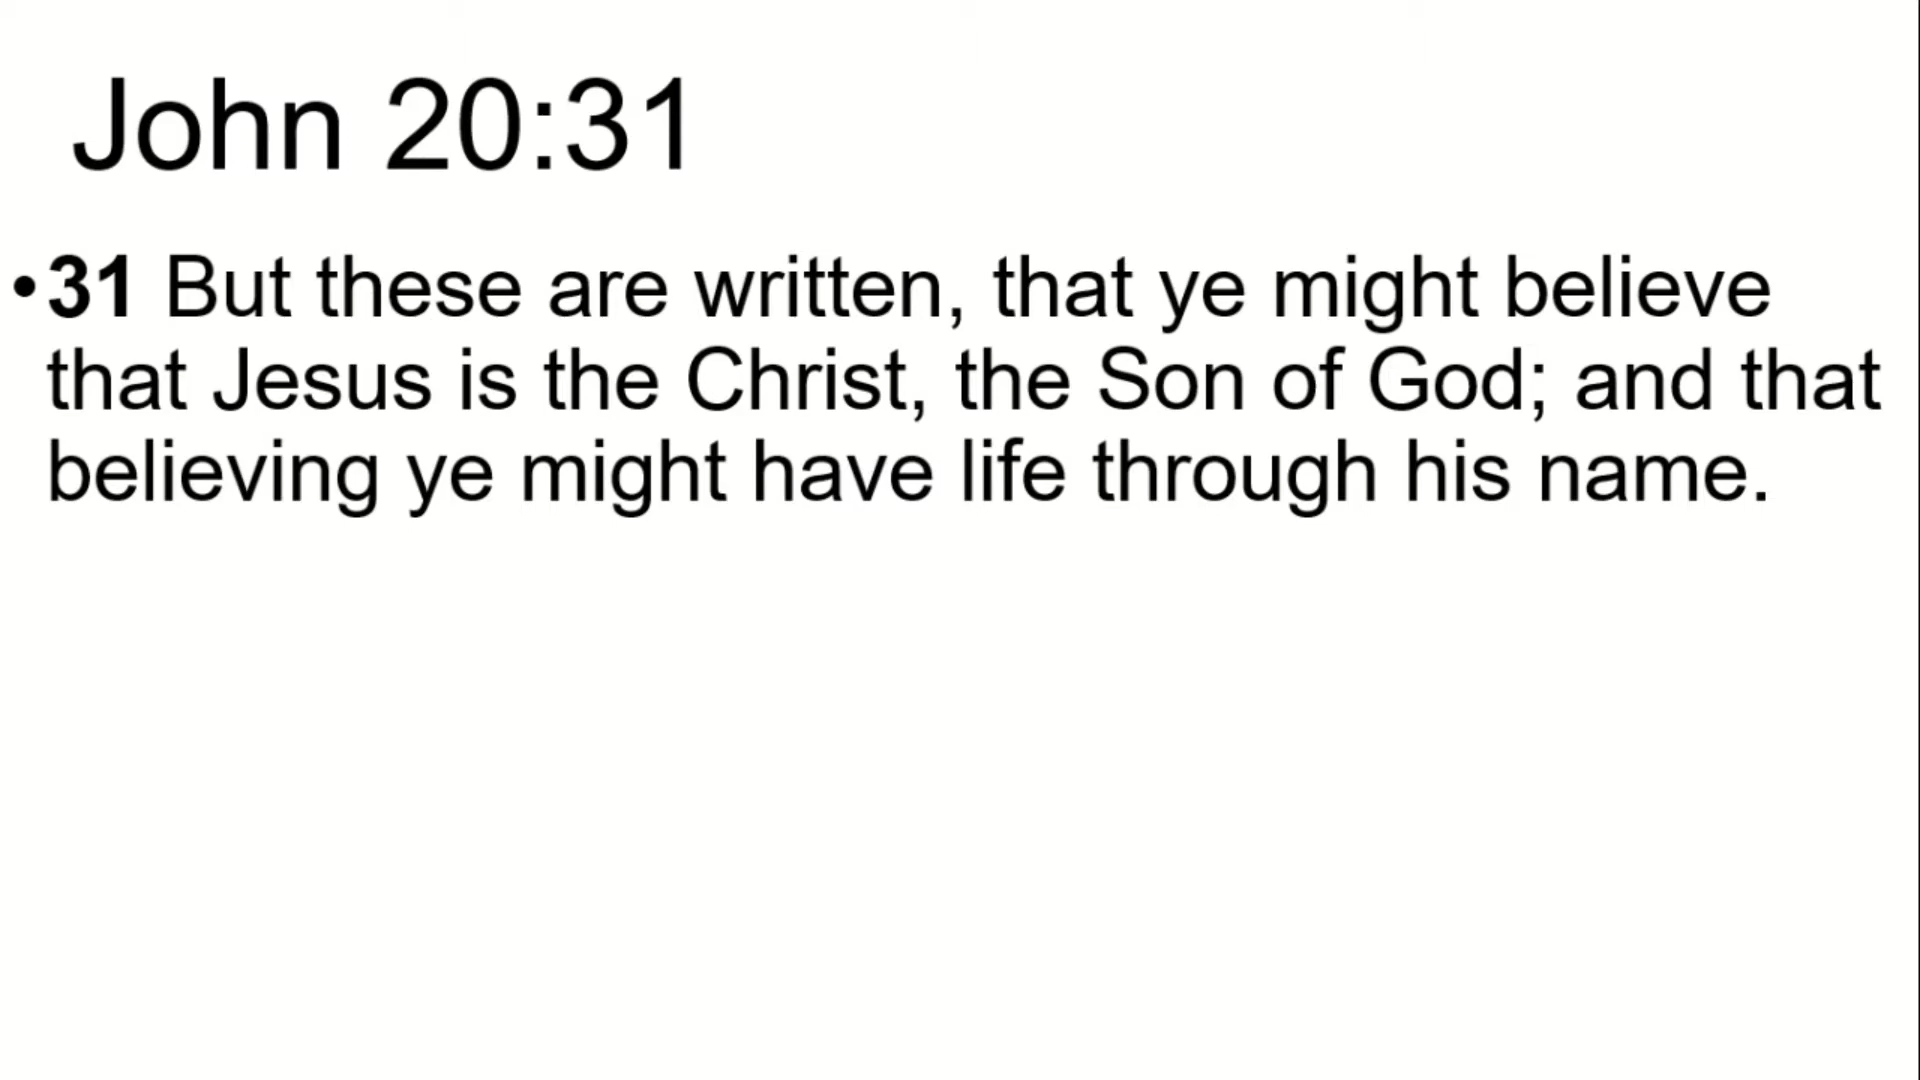 John 20:31
•31 But these are written, that ye might believe
that Jesus is the Christ, the Son of God; and that
believing ye might have life through his name.